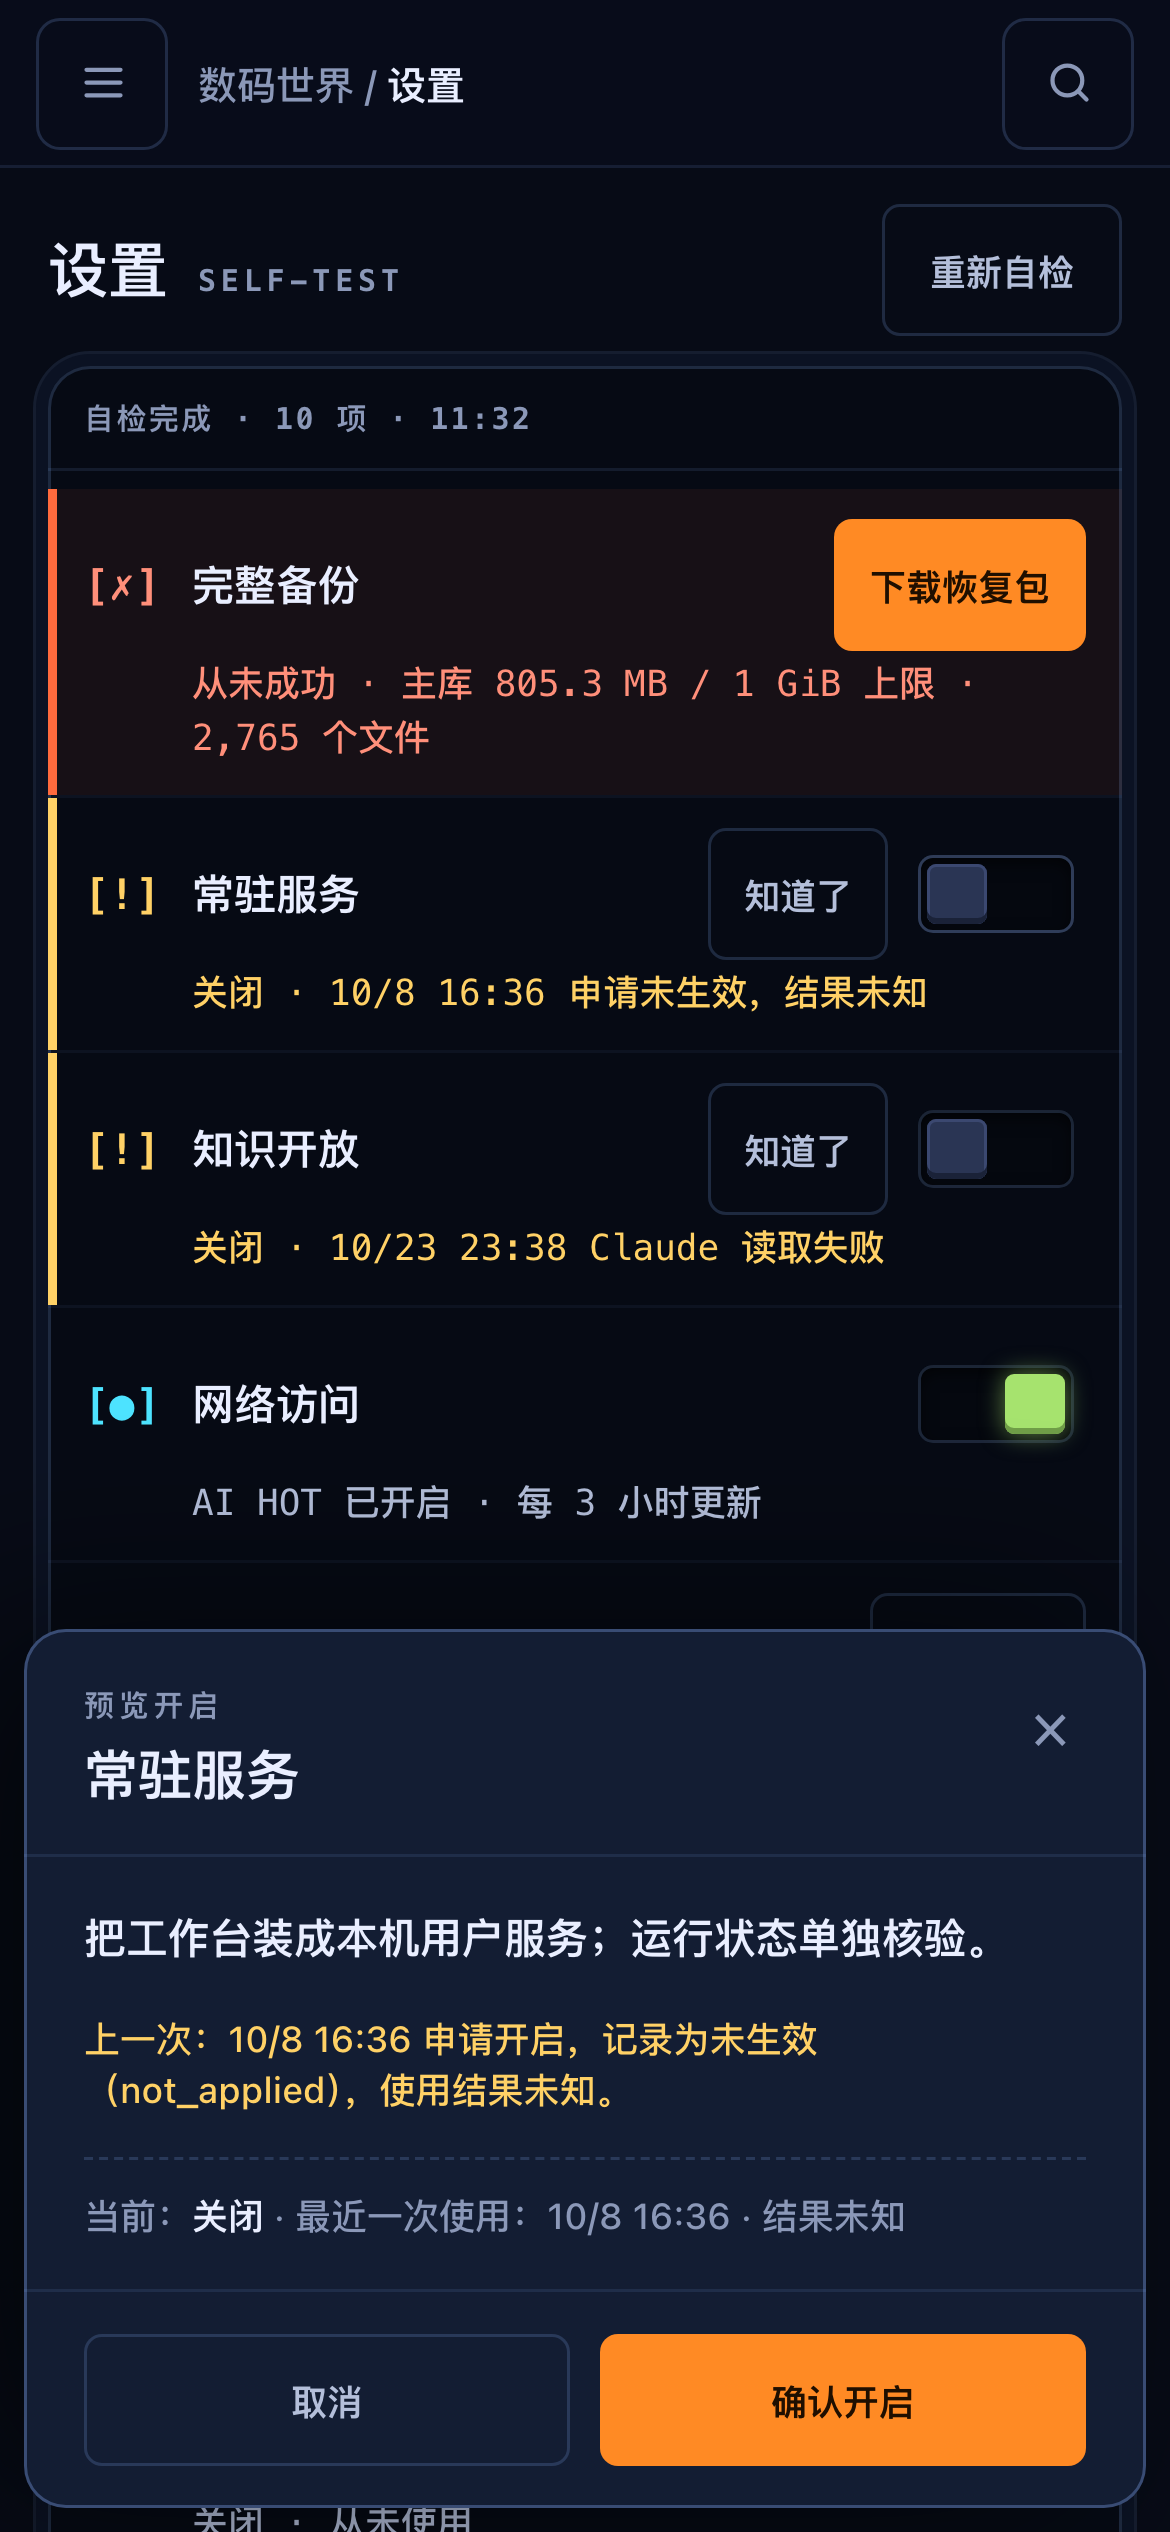 数码世界 / 设置
设置 SELF-TEST
重新自检
自检完成 · 10 项 · 11:32
[✗] 完整备份
下载恢复包
从未成功 · 主库 805.3 MB / 1 GiB 上限 ·
2,765 个文件
[!] 常驻服务
知道了
关闭 · 10/8 16:36 申请未生效，结果未知
[!] 知识开放
知道了
关闭 · 10/23 23:38 Claude 读取失败
[●] 网络访问
AI HOT 已开启 · 每 3 小时更新
预览开启
常驻服务
把工作台装成本机用户服务；运行状态单独核验。
上一次：10/8 16:36 申请开启，记录为未生效
（not_applied），使用结果未知。
当前：关闭 · 最近一次使用：10/8 16:36 · 结果未知
取消
确认开启
关闭 · 从未使用